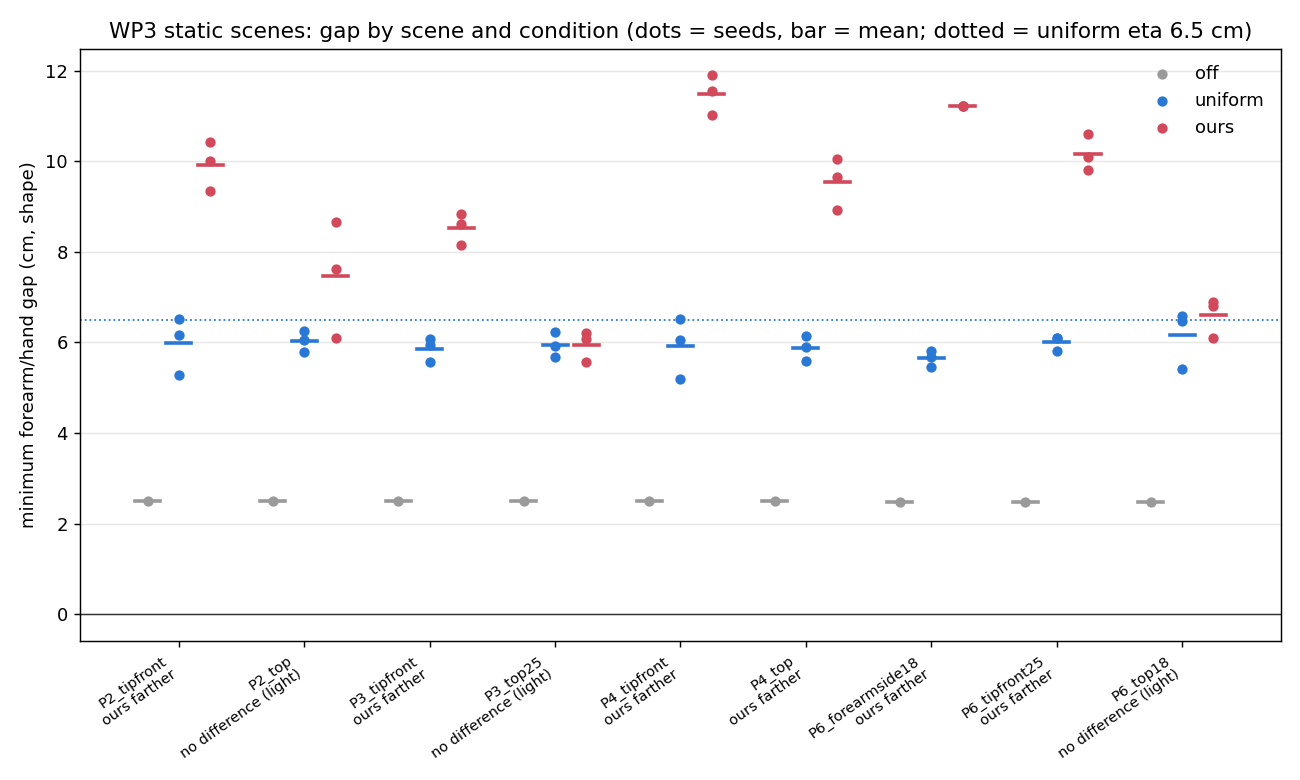 WP3 static scenes: gap by scene and condition (dots = seeds, bar = mean; dotted = uniform eta 6.5 cm)
off
uniform
ours
minimum forearm/hand gap (cm, shape)
12
10
8
6
4
2
0
P2_tipfront
ours farther
P2_top
no difference (light)
P3_tipfront
ours farther
P3_top25
no difference (light)
P4_tipfront
ours farther
P4_top
ours farther
P6_forearmside18
ours farther
P6_tipfront25
ours farther
P6_top18
no difference (light)